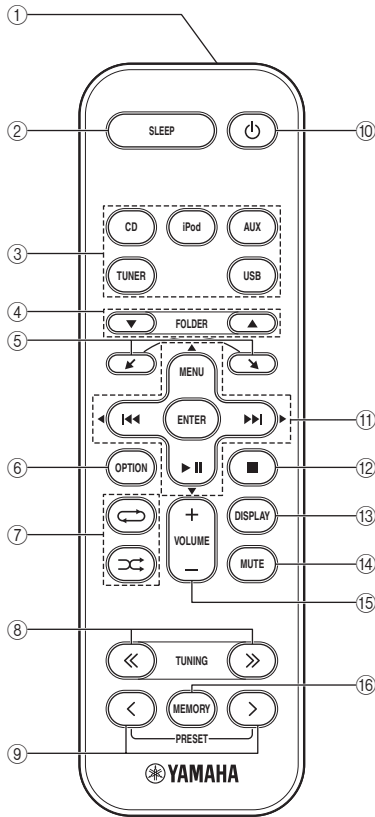 ①
② SLEEP ⑩
CD iPod AUX
③
TUNER USB
④ FOLDER
⑤
MENU
ENTER
⑪
⑥ OPTION ⑫
⑦ + DISPLAY ⑬
VOLUME
MUTE ⑭
−
⑮
⑧ TUNING
⑯
MEMORY
⑨ PRESET
YAMAHA